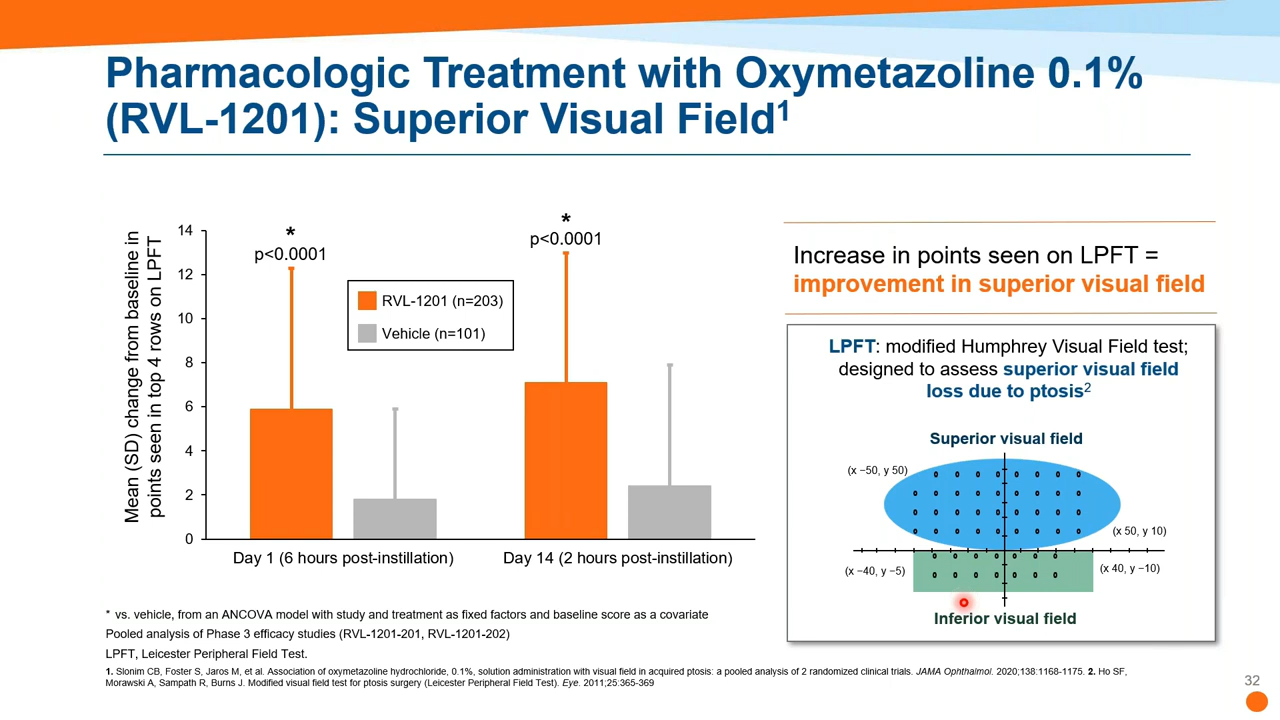 Pharmacologic Treatment with Oxymetazoline 0.1%
(RVL-1201): Superior Visual Field1
Mean (SD) change from baseline in
points seen in top 4 rows on LPFT
14
12
10
8
6
4
2
0
*
p<0.0001
*
p<0.0001
RVL-1201 (n=203)
Vehicle (n=101)
Day 1 (6 hours post-instillation)
Day 14 (2 hours post-instillation)
Increase in points seen on LPFT =
improvement in superior visual field
LPFT: modified Humphrey Visual Field test;
designed to assess superior visual field
loss due to ptosis2
Superior visual field
(x −50, y 50)
(x 50, y 10)
(x −40, y −5)
(x 40, y −10)
Inferior visual field
* vs. vehicle, from an ANCOVA model with study and treatment as fixed factors and baseline score as a covariate
Pooled analysis of Phase 3 efficacy studies (RVL-1201-201, RVL-1201-202)
LPFT, Leicester Peripheral Field Test.
1. Slonim CB, Foster S, Jaros M, et al. Association of oxymetazoline hydrochloride, 0.1%, solution administration with visual field in acquired ptosis: a pooled analysis of 2 randomized clinical trials. JAMA Ophthalmol. 2020;138:1168-1175. 2. Ho SF,
Morawski A, Sampath R, Burns J. Modified visual field test for ptosis surgery (Leicester Peripheral Field Test). Eye. 2011;25:365-369
32